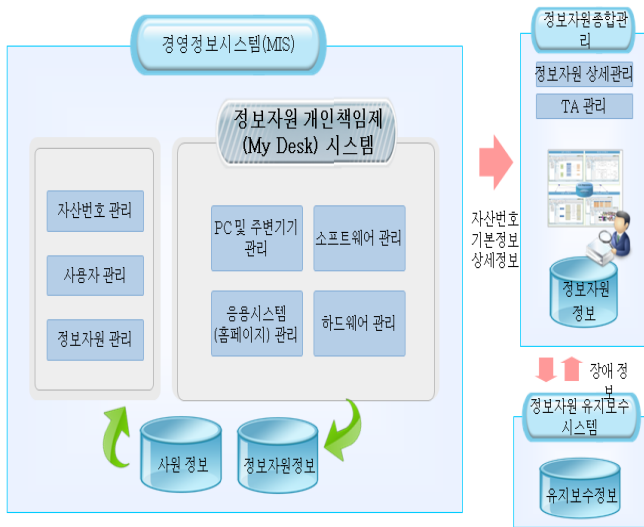 경영정보시스템(MIS)
정보자원 개인책임제
(My Desk) 시스템
자산번호 관리
사용자 관리
정보자원 관리
PC 및 주변기기
관리
소프트웨어 관리
응용시스템
(홈페이지) 관리
하드웨어 관리
사원 정보
정보자원정보
자산번호
기본정보
상세정보
정보자원종합관
리
정보자원 상세관리
TA 관리
정보자원
정보
장애 정
보
정보자원 유지보수
시스템
유지보수정보